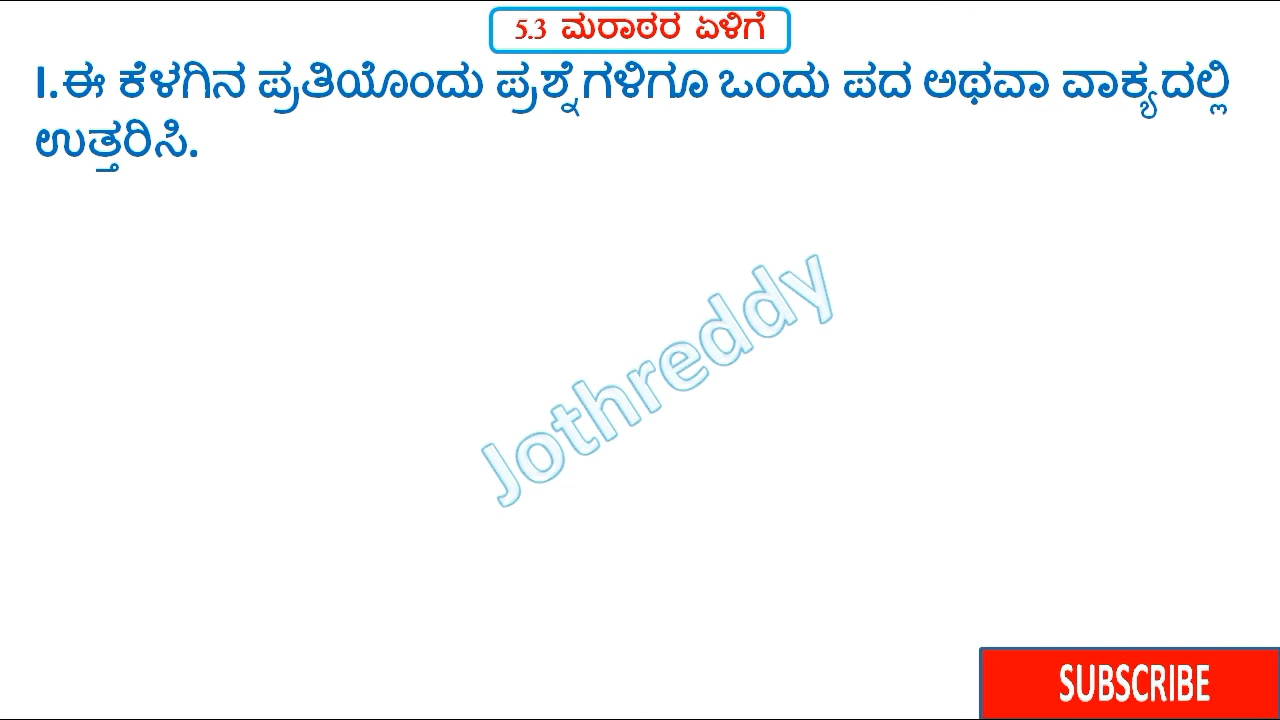 5.3 ಮರಾಠರ ಏಳಿಗೆ
I.ಈ ಕೆಳಗಿನ ಪ್ರತಿಯೊಂದು ಪ್ರಶ್ನೆಗಳಿಗೂ ಒಂದು ಪದ ಅಥವಾ ವಾಕ್ಯದಲ್ಲಿ
ಉತ್ತರಿಸಿ.
Jothreddy
SUBSCRIBE